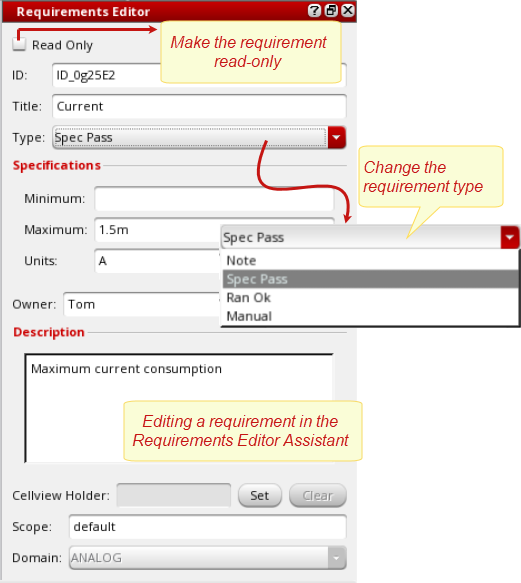 Requirements Editor
Read Only
Make the requirement
read-only
ID: ID_0g25E2
Title: Current
Type: Spec Pass
Specifications
Change the
requirement type
Minimum:
Maximum: 1.5m
Spec Pass
Units: A
Note
Spec Pass
Ran Ok
Manual
Owner: Tom
Description
Maximum current consumption
Editing a requirement in the
Requirements Editor Assistant
Cellview Holder: Set Clear
Scope: default
Domain: ANALOG